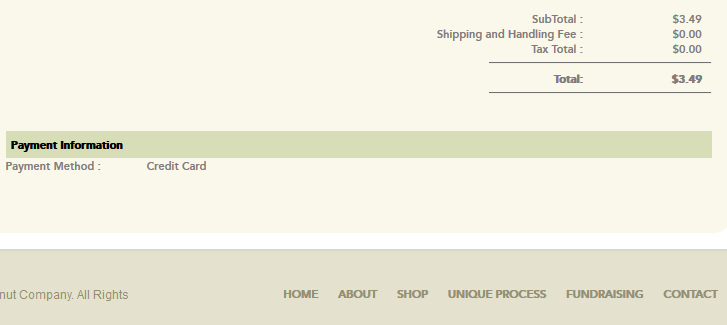 SubTotal : $3.49
Shipping and Handling Fee : $0.00
Tax Total : $0.00
Total: $3.49
Payment Information
Payment Method : Credit Card
nut Company. All Rights HOME ABOUT SHOP UNIQUE PROCESS FUNDRAISING CONTACT